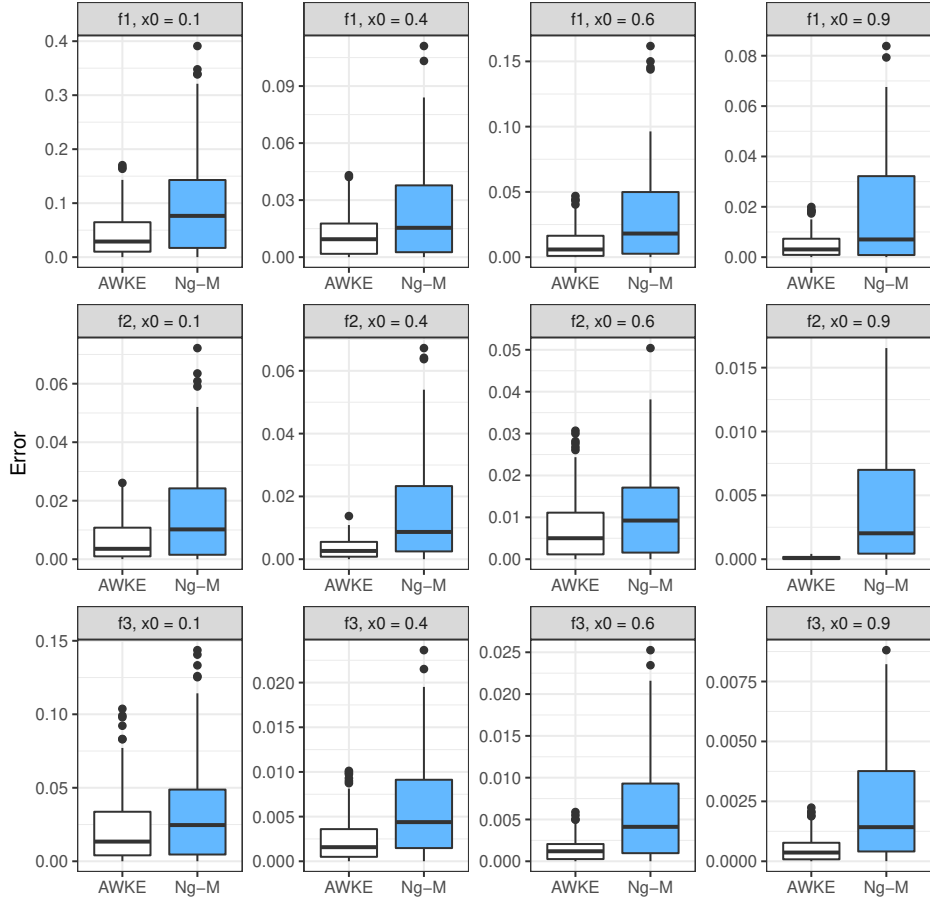 f1, x0 = 0.1 f1, x0 = 0.4 f1, x0 = 0.6 f1, x0 = 0.9
0.4 0.3 0.2 0.1 0.0
0.09 0.06 0.03 0.00
0.15 0.10 0.05 0.00
0.08 0.06 0.04 0.02 0.00
AWKE Ng-M AWKE Ng-M AWKE Ng-M AWKE Ng-M
Error
f2, x0 = 0.1 f2, x0 = 0.4 f2, x0 = 0.6 f2, x0 = 0.9
0.06 0.04 0.02 0.00
0.06 0.04 0.02 0.00
0.05 0.04 0.03 0.02 0.01 0.00
0.015 0.010 0.005 0.000
AWKE Ng-M AWKE Ng-M AWKE Ng-M AWKE Ng-M
f3, x0 = 0.1 f3, x0 = 0.4 f3, x0 = 0.6 f3, x0 = 0.9
0.15 0.10 0.05 0.00
0.020 0.015 0.010 0.005 0.000
0.025 0.020 0.015 0.010 0.005 0.000
0.0075 0.0050 0.0025 0.0000
AWKE Ng-M AWKE Ng-M AWKE Ng-M AWKE Ng-M